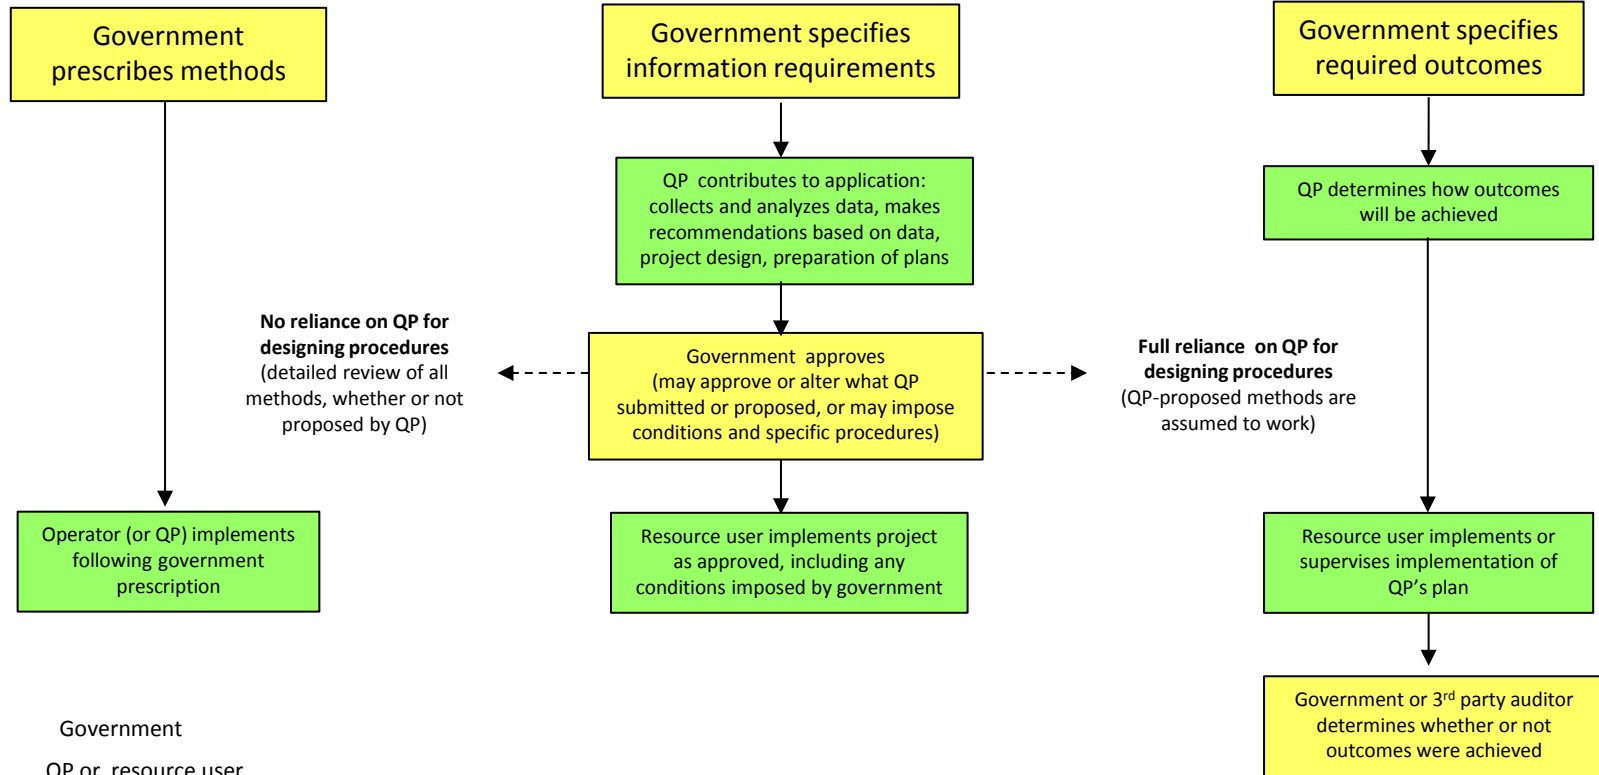 Government
prescribes methods
Government specifies
information requirements
Government specifies
required outcomes
QP contributes to application:
collects and analyzes data, makes
recommendations based on data,
project design, preparation of plans
QP determines how outcomes
will be achieved
No reliance on QP for
designing procedures
(detailed review of all
methods, whether or not
proposed by QP)
Government approves
(may approve or alter what QP
submitted or proposed, or may impose
conditions and specific procedures)
Full reliance on QP for
designing procedures
(QP-proposed methods are
assumed to work)
Operator (or QP) implements
following government
prescription
Resource user implements project
as approved, including any
conditions imposed by government
Resource user implements or
supervises implementation of
QP’s plan
Government or 3rd party auditor
determines whether or not
outcomes were achieved
Government
QP or resource user